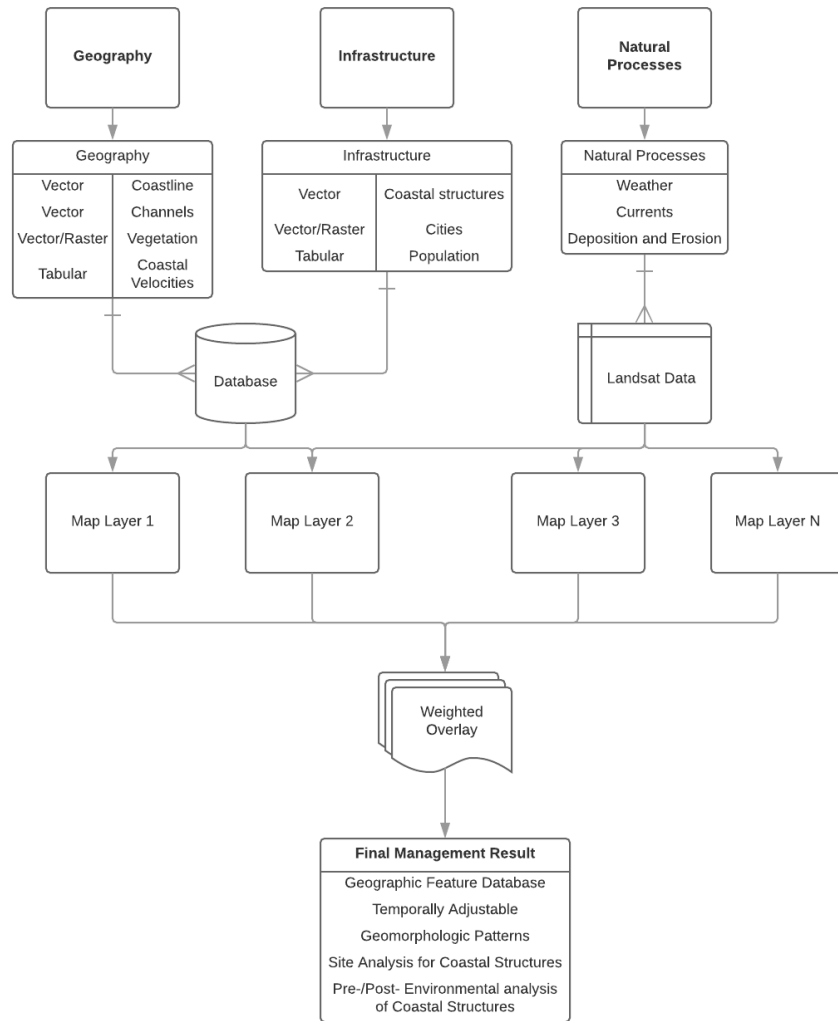 Geography
Infrastructure
Natural
Processes
Geography
Vector Coastline
Vector Channels
Vector/Raster Vegetation
Tabular Coastal
Velocities
Infrastructure
Vector Coastal structures
Vector/Raster Cities
Tabular Population
Natural Processes
Weather
Currents
Deposition and Erosion
Database
Landsat Data
Map Layer 1
Map Layer 2
Map Layer 3
Map Layer N
Weighted
Overlay
Final Management Result
Geographic Feature Database
Temporally Adjustable
Geomorphologic Patterns
Site Analysis for Coastal Structures
Pre-/Post- Environmental analysis
of Coastal Structures